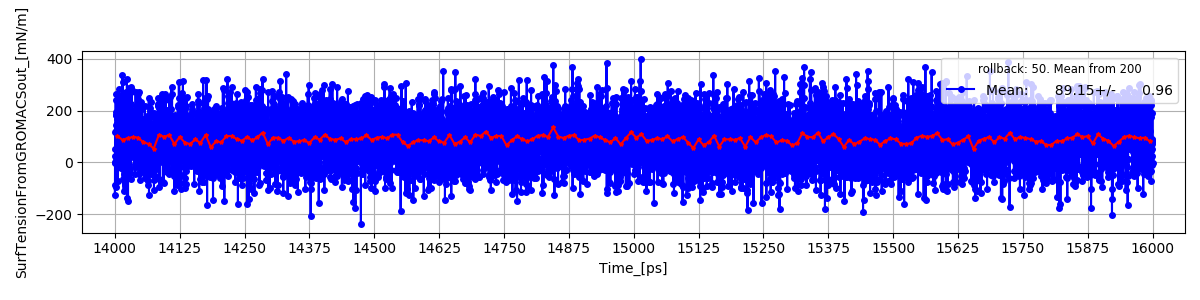 SurfTensionFromGROMACSout_[mN/m]
400
200
0
−200
rollback: 50. Mean from 200
Mean: 89.15+/- 0.96
14000 14125 14250 14375 14500 14625 14750 14875 15000 15125 15250 15375 15500 15625 15750 15875 16000
Time_[ps]